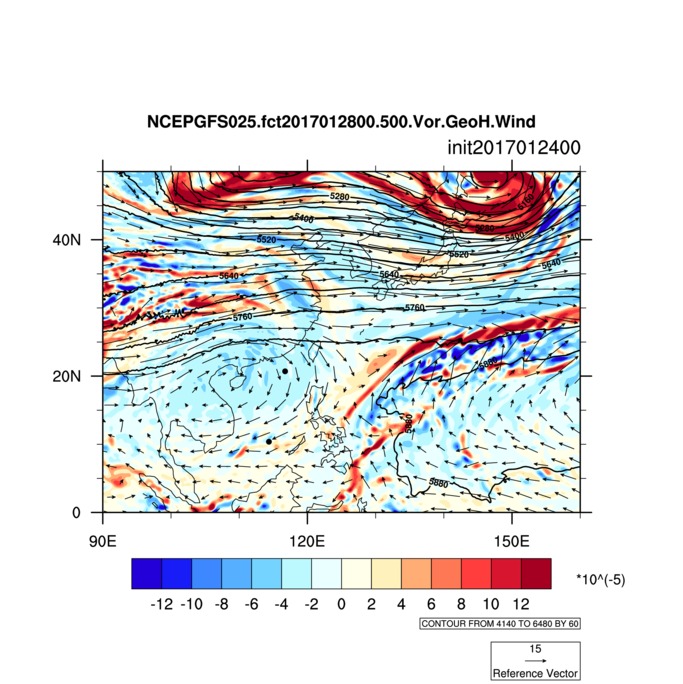 NCEPGFS025.fct2017012800.500.Vor.GeoH.Wind
init2017012400
5280
5160
5400
5280
5400
5520
5520
40N
5640
5640
5640
5760
5760
5880
20N
5880
5880
0
90E 120E 150E
-12 -10 -8 -6 -4 -2 0 2 4 6 8 10 12
*10^(-5)
CONTOUR FROM 4140 TO 6480 BY 60
15
Reference Vector